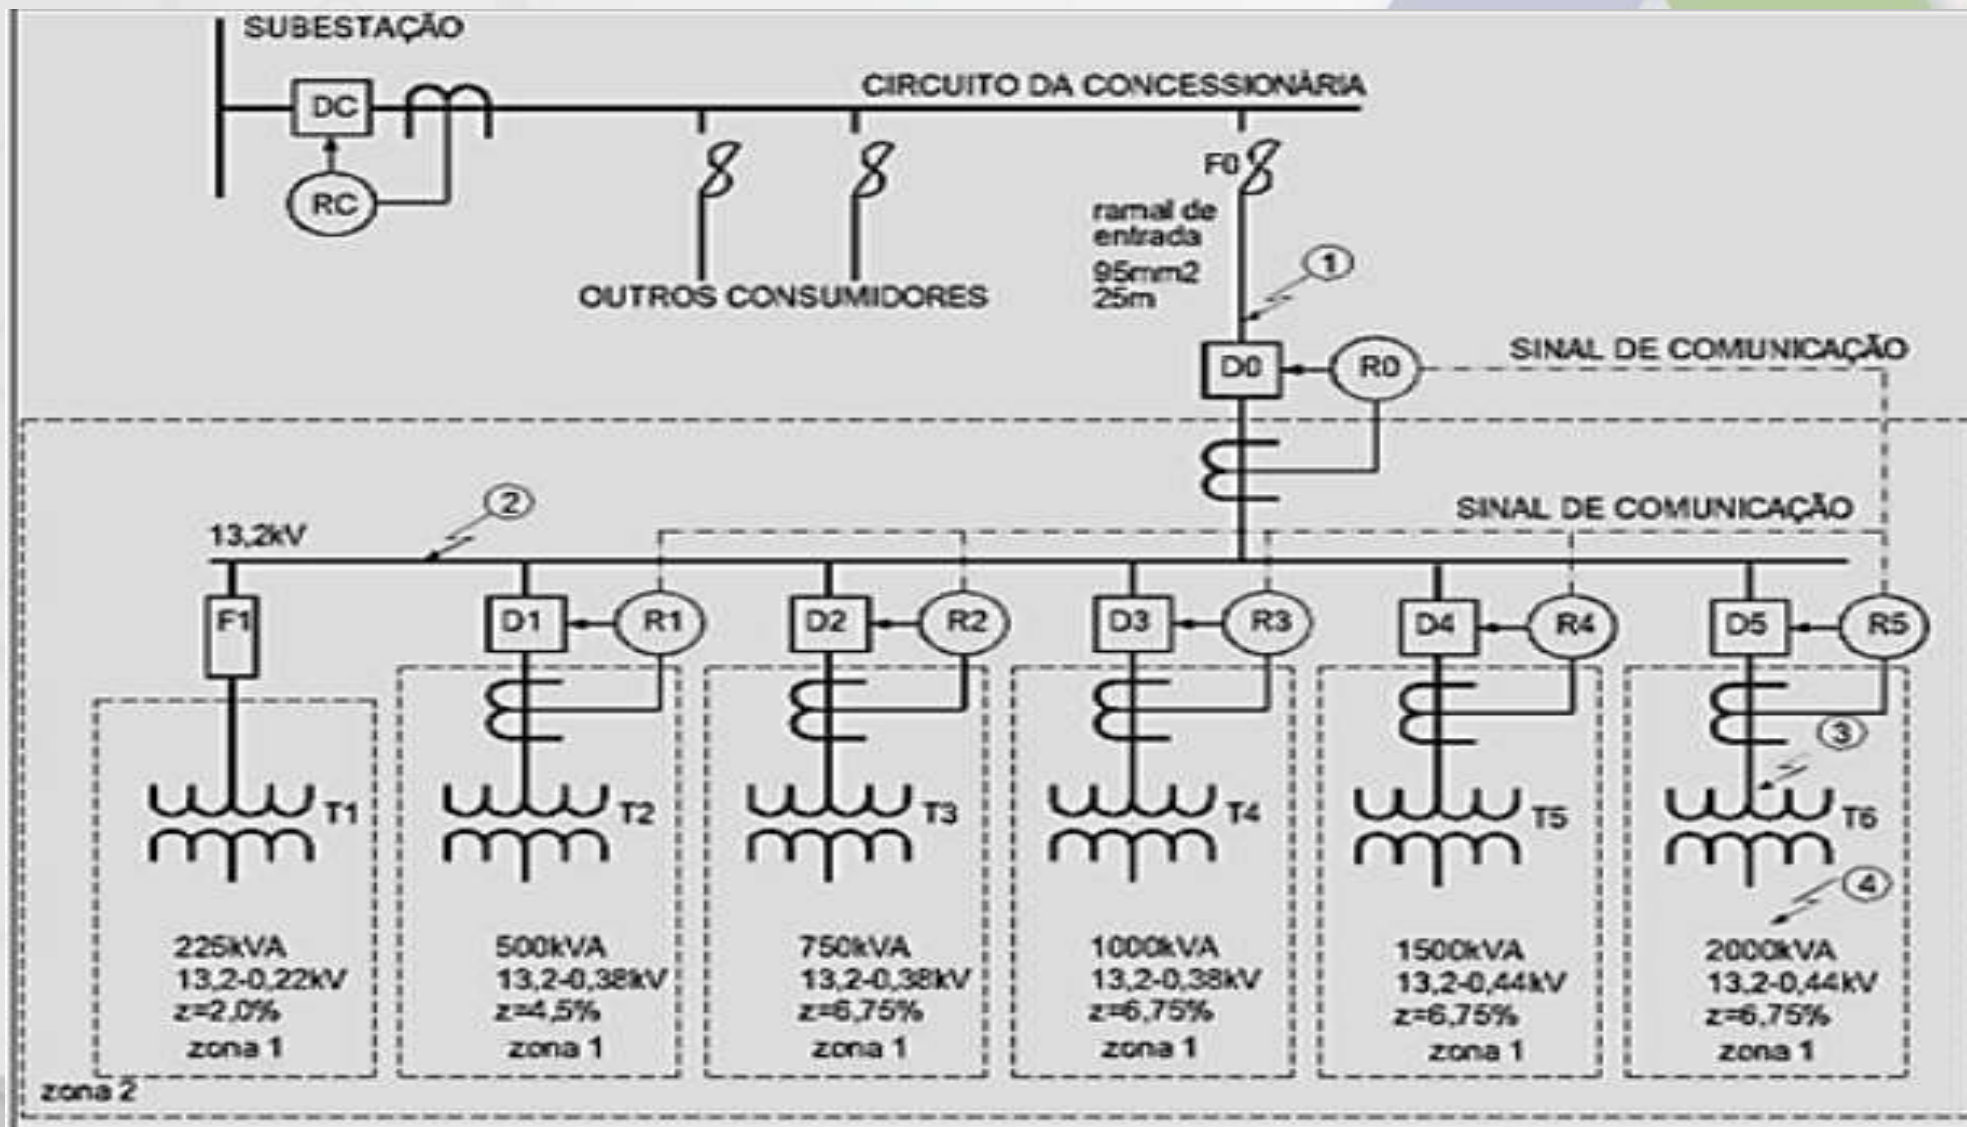 SUBESTAÇÃO
CIRCUITO DA CONCESSIONÁRIA
DC
RC
F0
ramal de
entrada
95mm2
25m
1
OUTROS CONSUMIDORES
D0
R0
SINAL DE COMUNICAÇÃO
2
SINAL DE COMUNICAÇÃO
13,2kV
F1
D1
R1
D2
R2
D3
R3
D4
R4
D5
R5
3
T1
T2
T3
T4
T5
T6
4
225kVA
13,2-0,22kV
z=2,0%
zona 1
500kVA
13,2-0,38kV
z=4,5%
zona 1
750kVA
13,2-0,38kV
z=6,75%
zona 1
1000kVA
13,2-0,38kV
z=6,75%
zona 1
1500kVA
13,2-0,44kV
z=6,75%
zona 1
2000kVA
13,2-0,44kV
z=6,75%
zona 1
zona 2